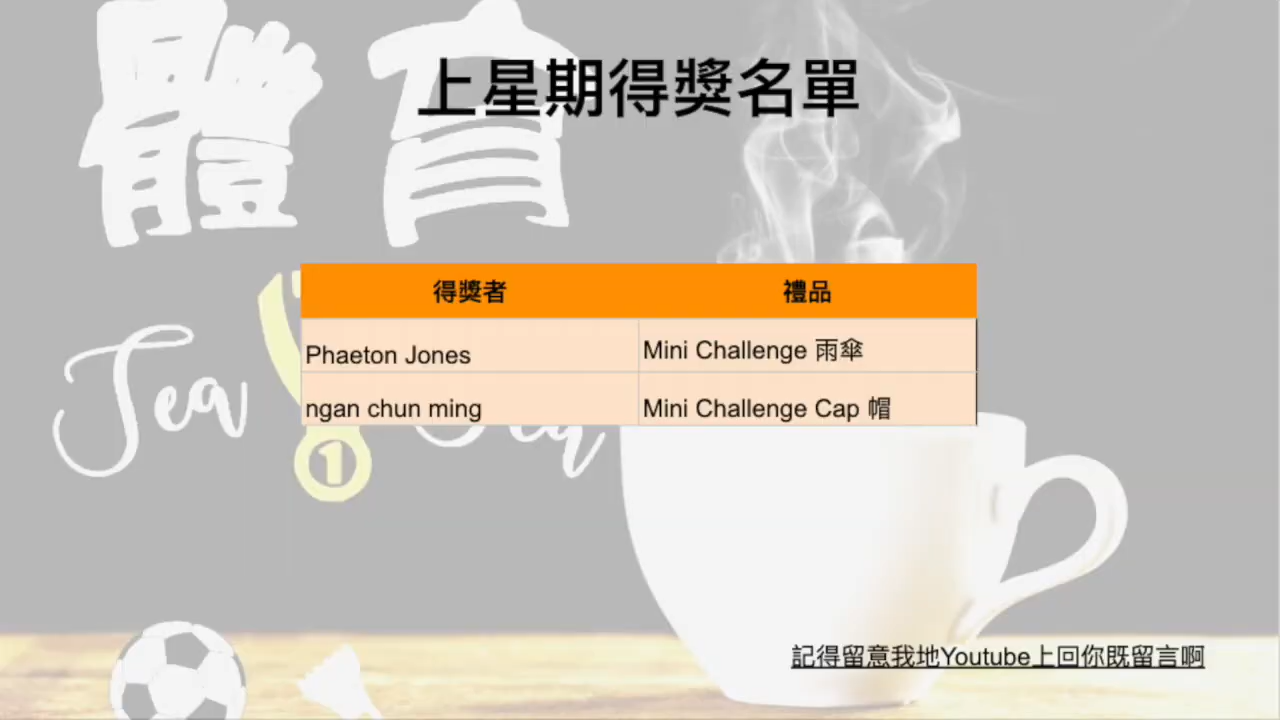 上星期得獎名單
體育
Tea
1
得獎者 禮品
Phaeton Jones Mini Challenge 雨傘
ngan chun ming Mini Challenge Cap 帽
記得留意我地Youtube上回你既留言啊